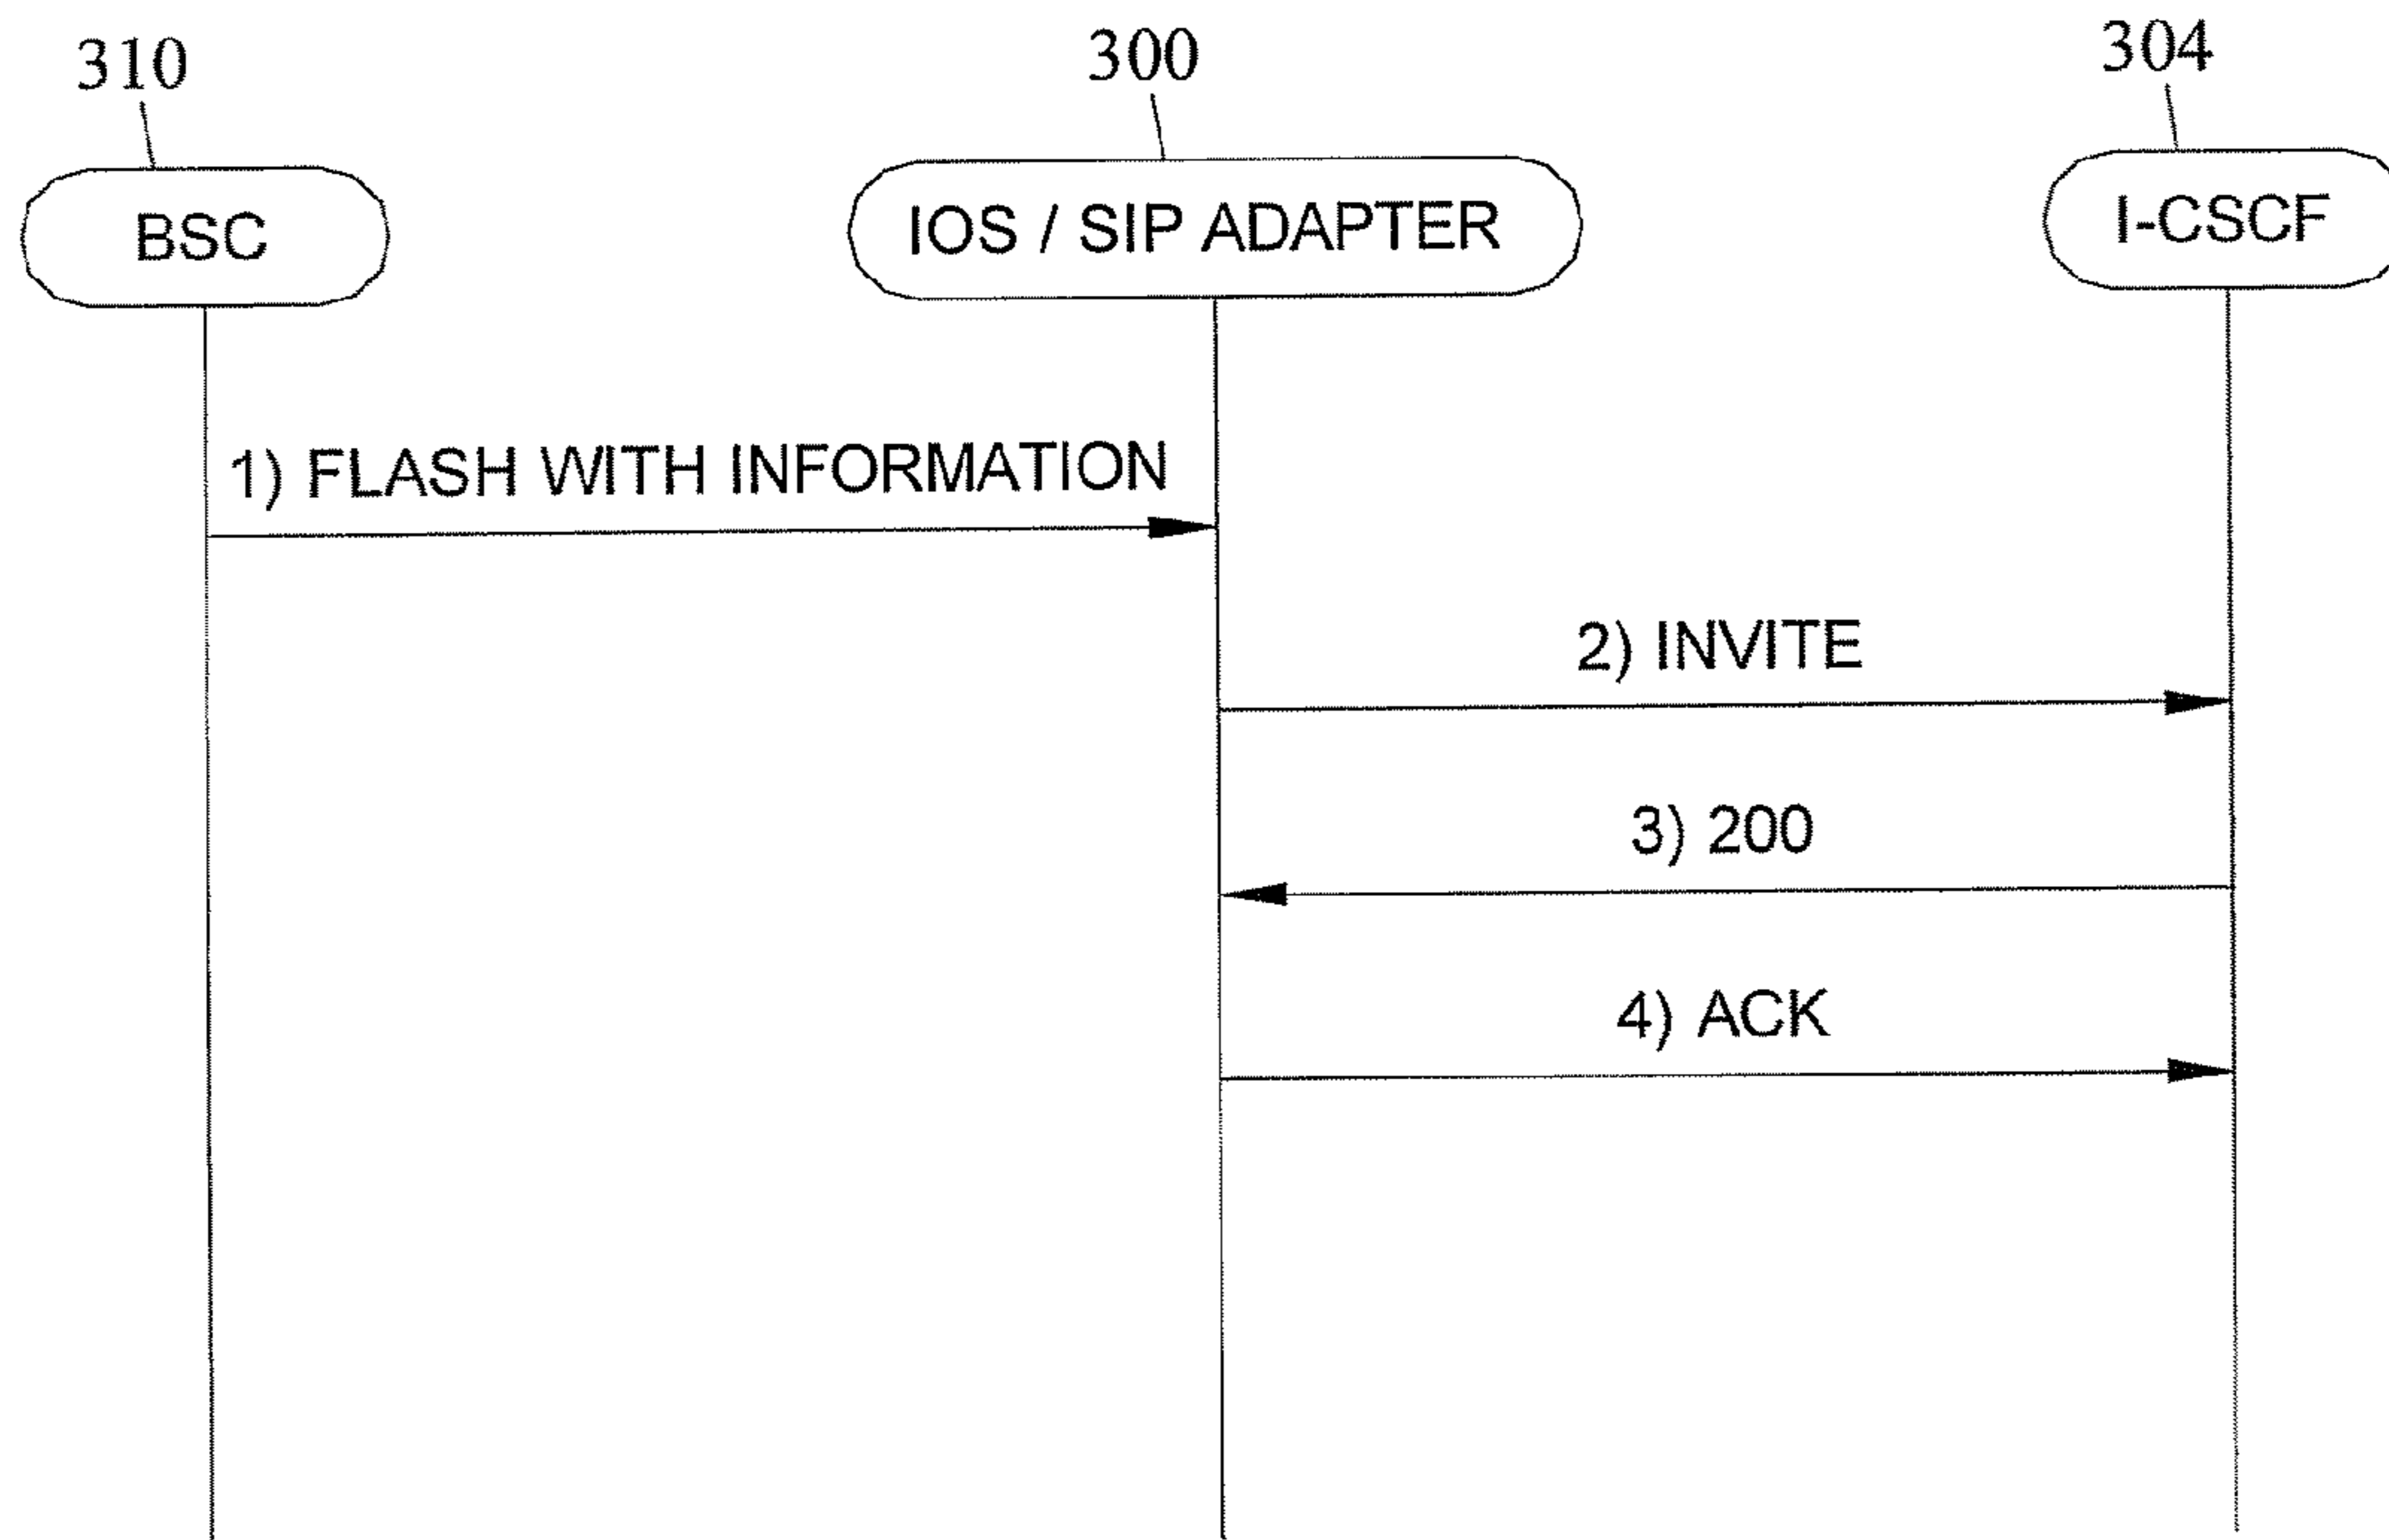 310
300
304
BSC
IOS / SIP ADAPTER
I-CSCF
1) FLASH WITH INFORMATION
2) INVITE
3) 200
4) ACK